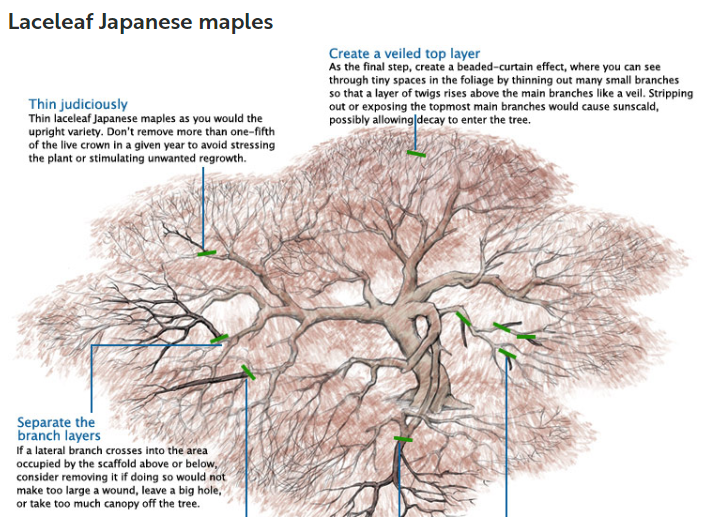 Laceleaf Japanese maples
Create a veiled top layer
As the final step, create a beaded-curtain effect, where you can see
through tiny spaces in the foliage by thinning out many small branches
so that a layer of twigs rises above the main branches like a veil. Stripping
out or exposing the topmost main branches would cause sunscald,
possibly allowing decay to enter the tree.
Thin judiciously
Thin laceleaf Japanese maples as you would the
upright variety. Don't remove more than one-fifth
of the live crown in a given year to avoid stressing
the plant or stimulating unwanted regrowth.
Separate the
branch layers
If a lateral branch crosses into the area
occupied by the scaffold above or below,
consider removing it if doing so would not
make too large a wound, leave a big hole,
or take too much canopy off the tree.